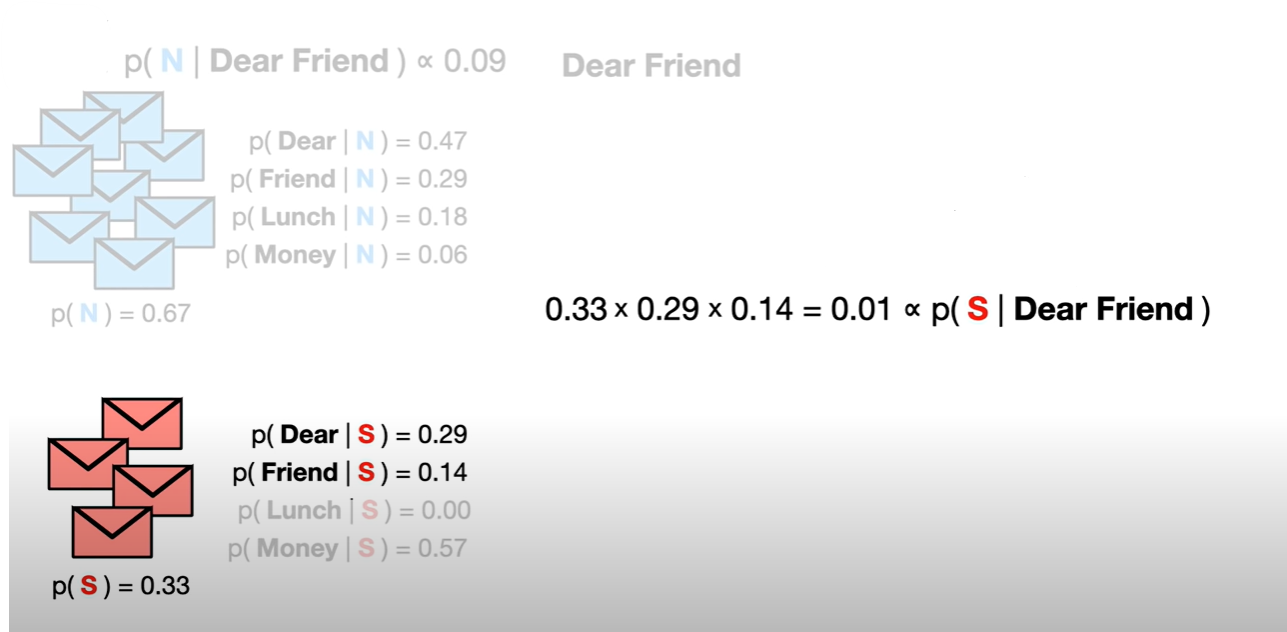 p( N | Dear Friend ) ∝ 0.09
Dear Friend
p( Dear | N ) = 0.47
p( Friend | N ) = 0.29
p( Lunch | N ) = 0.18
p( Money | N ) = 0.06
p( N ) = 0.67
0.33 × 0.29 × 0.14 = 0.01 ∝ p( S | Dear Friend )
p( Dear | S ) = 0.29
p( Friend | S ) = 0.14
p( Lunch | S ) = 0.00
p( Money | S ) = 0.57
p( S ) = 0.33